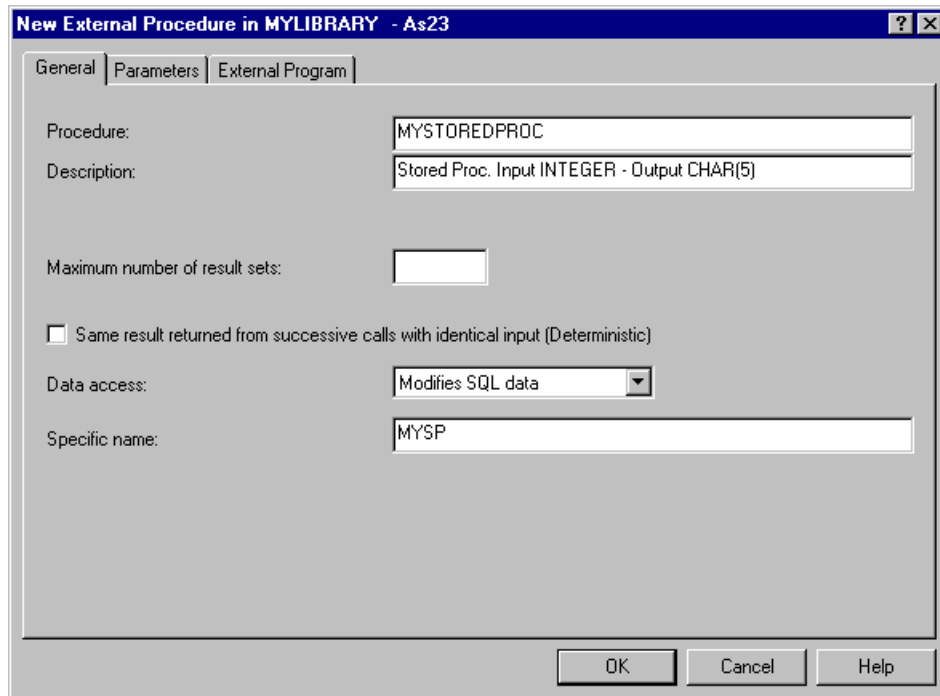 New External Procedure in MYLIBRARY - As23
General Parameters External Program
Procedure: MYSTOREDPROC
Description: Stored Proc. Input INTEGER - Output CHAR(5)
Maximum number of result sets:
Same result returned from successive calls with identical input (Deterministic)
Data access: Modifies SQL data
Specific name: MYSP
OK Cancel Help